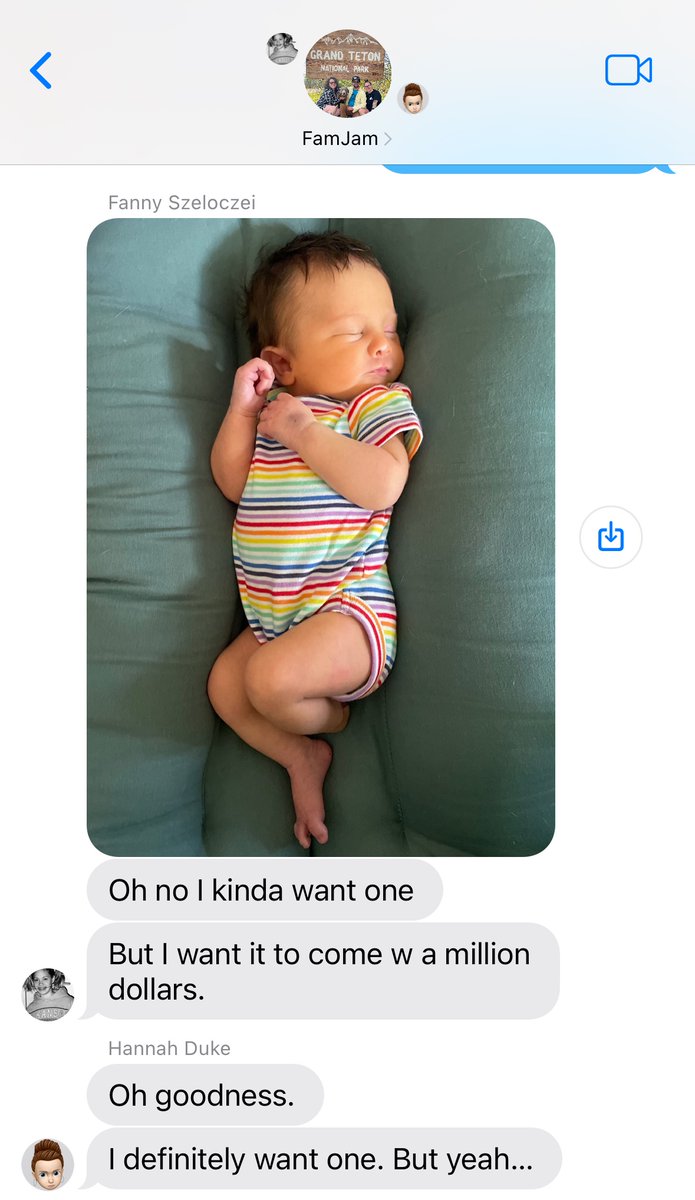 GRAND TETON
NATIONAL PARK
FamJam
Fanny Szeloczei
Oh no I kinda want one
But I want it to come w a million
dollars.
Hannah Duke
Oh goodness.
I definitely want one. But yeah...